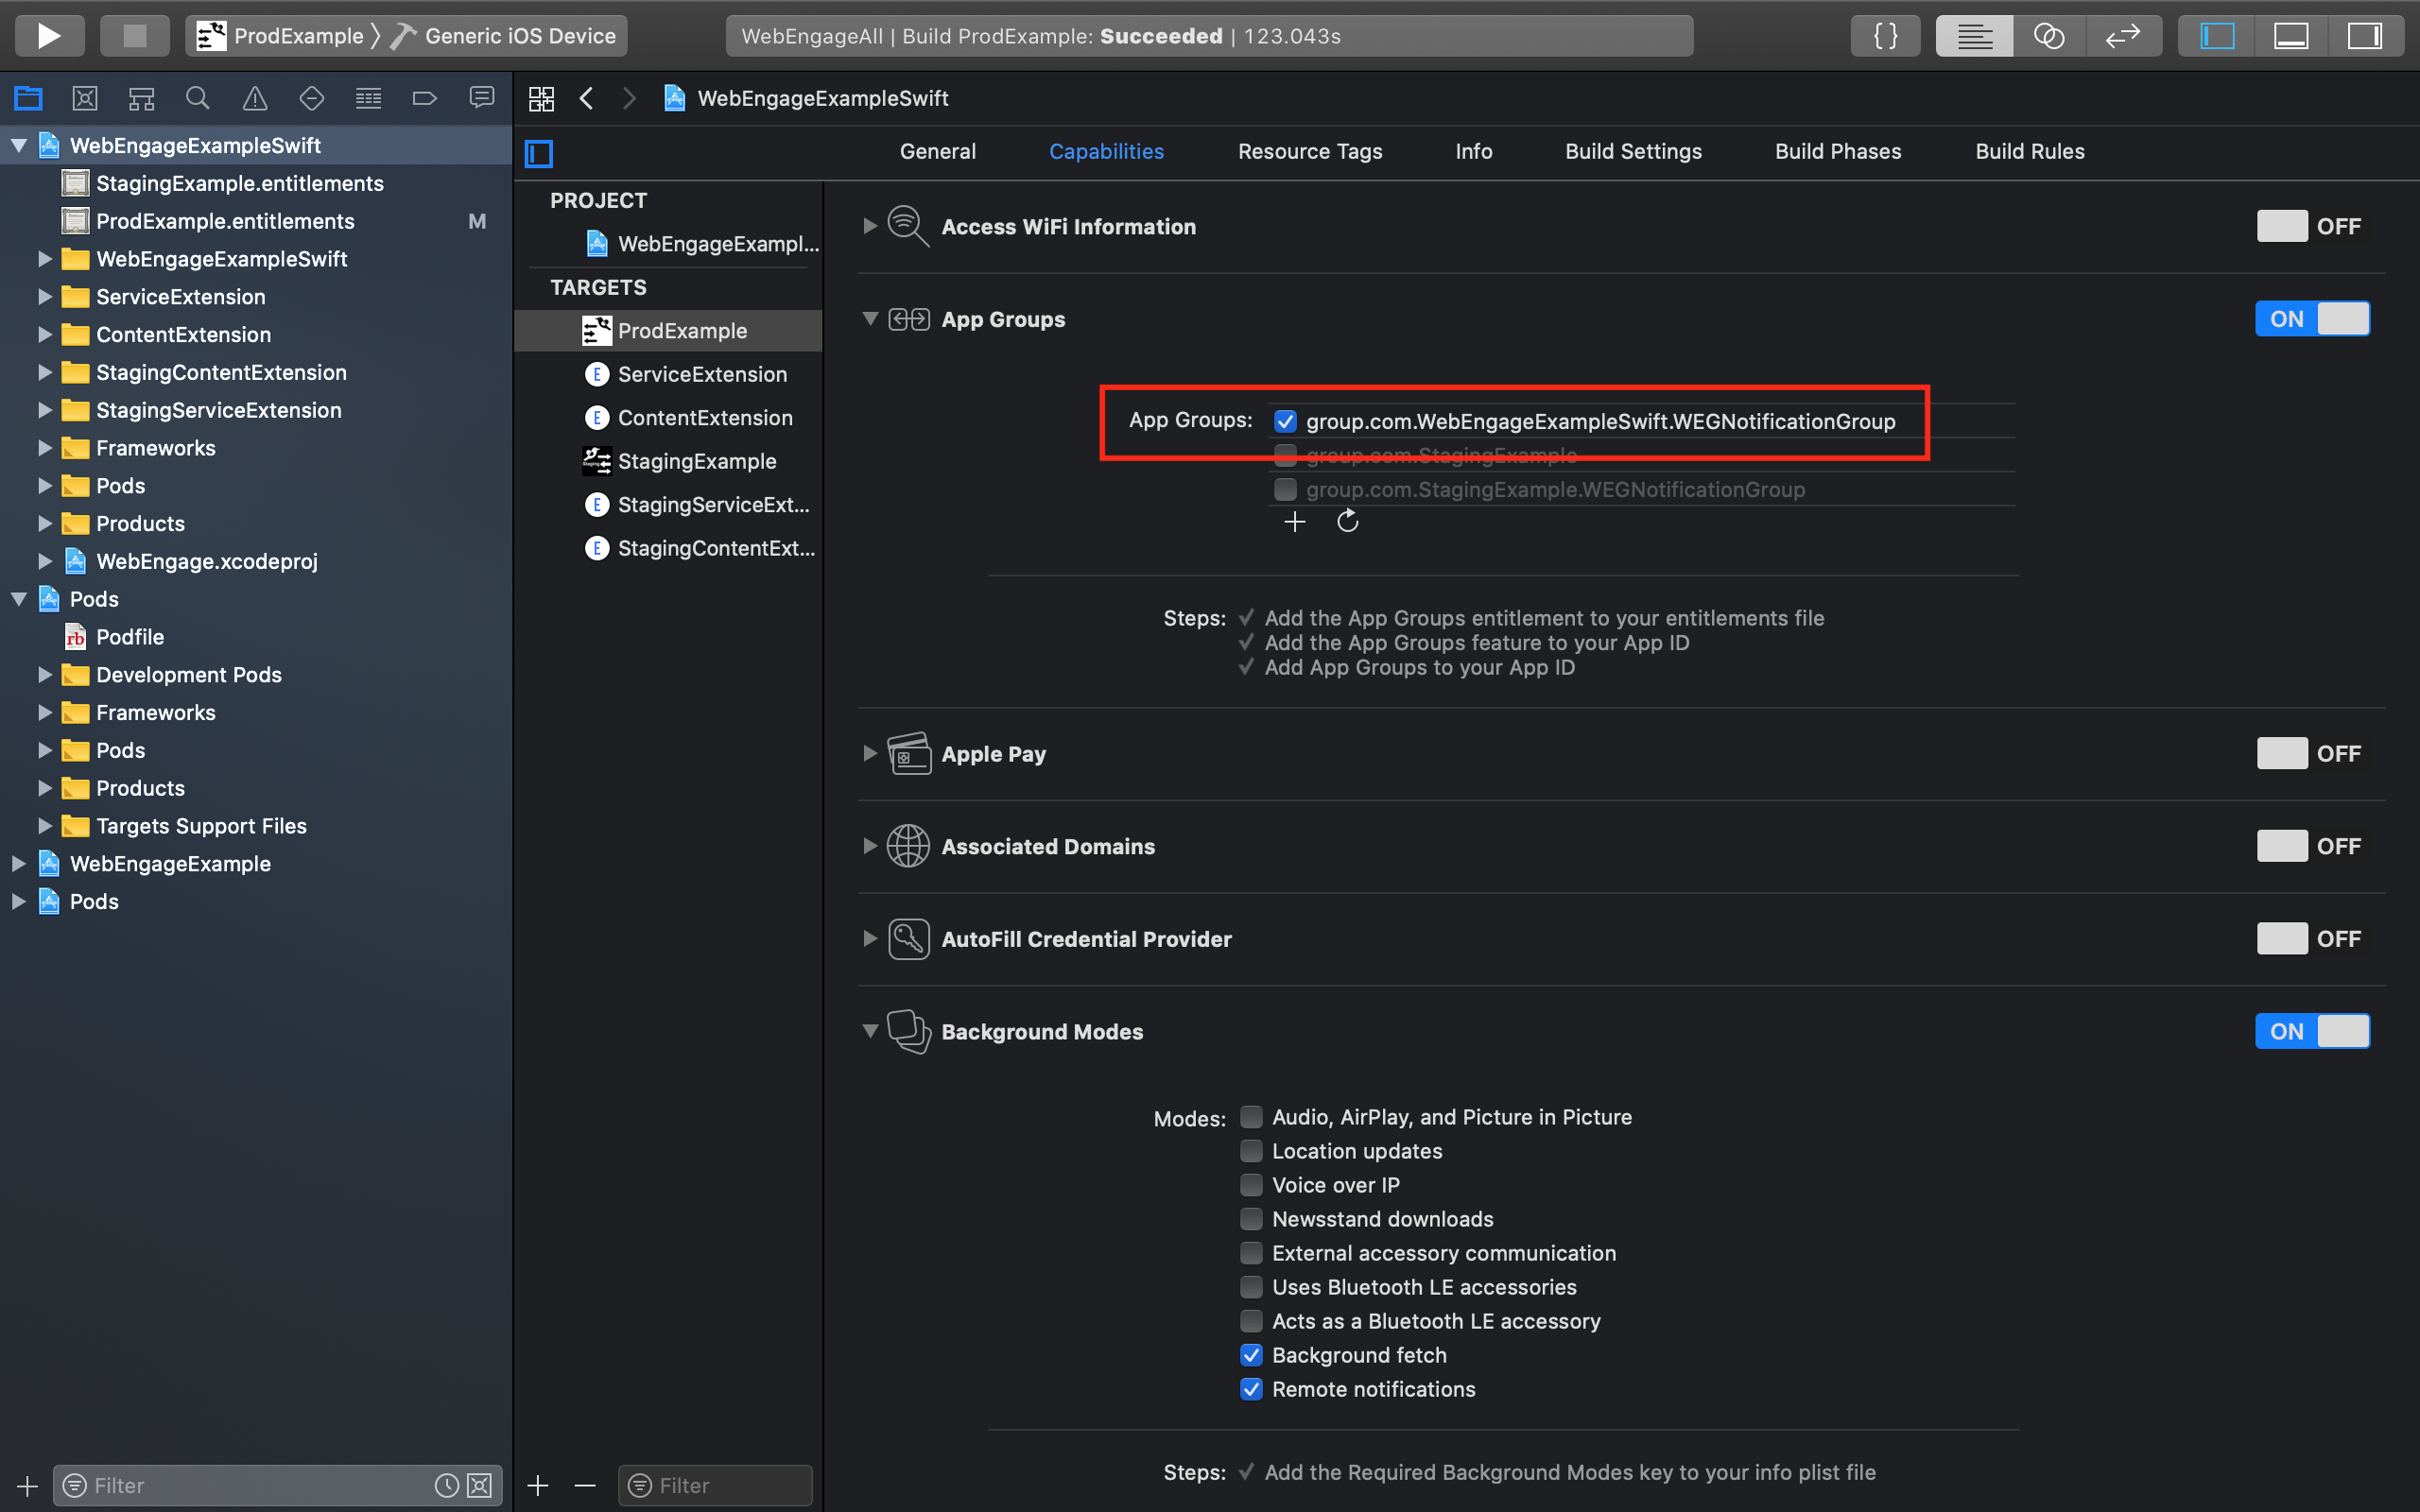 ProdExample 〉 Generic iOS Device
WebEngageAll | Build ProdExample: Succeeded | 123.043s
{ }
WebEngageExampleSwift
StagingExample.entitlements
ProdExample.entitlements M
WebEngageExampleSwift
ServiceExtension
ContentExtension
StagingContentExtension
StagingServiceExtension
Frameworks
Pods
Products
WebEngage.xcodeproj
Pods
rb Podfile
Development Pods
Frameworks
Pods
Products
Targets Support Files
WebEngageExample
Pods
Filter
WebEngageExampleSwift
General Capabilities Resource Tags Info Build Settings Build Phases Build Rules
PROJECT
WebEngageExampl...
TARGETS
ProdExample
E ServiceExtension
E ContentExtension
StagingExample
E StagingServiceExt...
E StagingContentExt...
Filter
Access WiFi Information OFF
App Groups ON
App Groups: group.com.WebEngageExampleSwift.WEGNotificationGroup
group.com.StagingExample
group.com.StagingExample.WEGNotificationGroup
Steps: ✓ Add the App Groups entitlement to your entitlements file
✓ Add the App Groups feature to your App ID
✓ Add App Groups to your App ID
Apple Pay OFF
Associated Domains OFF
AutoFill Credential Provider OFF
Background Modes ON
Modes: Audio, AirPlay, and Picture in Picture
Location updates
Voice over IP
Newsstand downloads
External accessory communication
Uses Bluetooth LE accessories
Acts as a Bluetooth LE accessory
Background fetch
Remote notifications
Steps: ✓ Add the Required Background Modes key to your info plist file